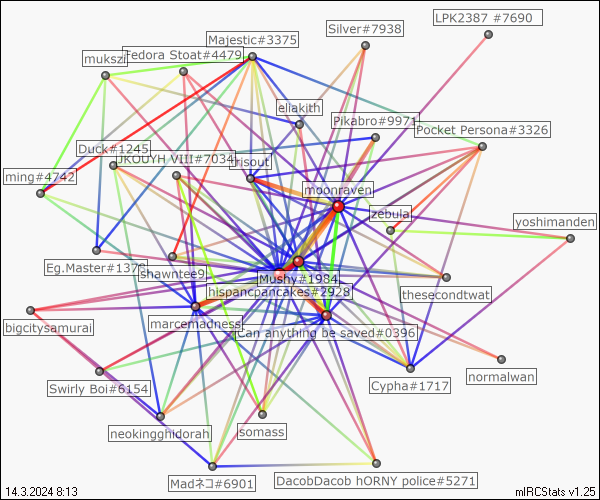 LPK2387 #7690
Silver#7938
Majestic#3375
Fedora Stoat#4479
mukszi
eliakith
Pikabro#9971
Pocket Persona#3326
Duck#1245
JKOUYH VIII#7034
trisout
ming#4742
moonraven
zebula
yoshimanden
Eg.Master#1370
shawntee9
Mushy#1984
hispancpancakes#2928
thesecondtwat
bigcitysamurai
marcemadness
Can anything be saved#0396
Swirly Boi#6154
Cypha#1717
normalwan
neokingghidorah
somass
Madネコ#6901
DacobDacob hORNY police#5271
14.3.2024 8:13
mIRCStats v1.25